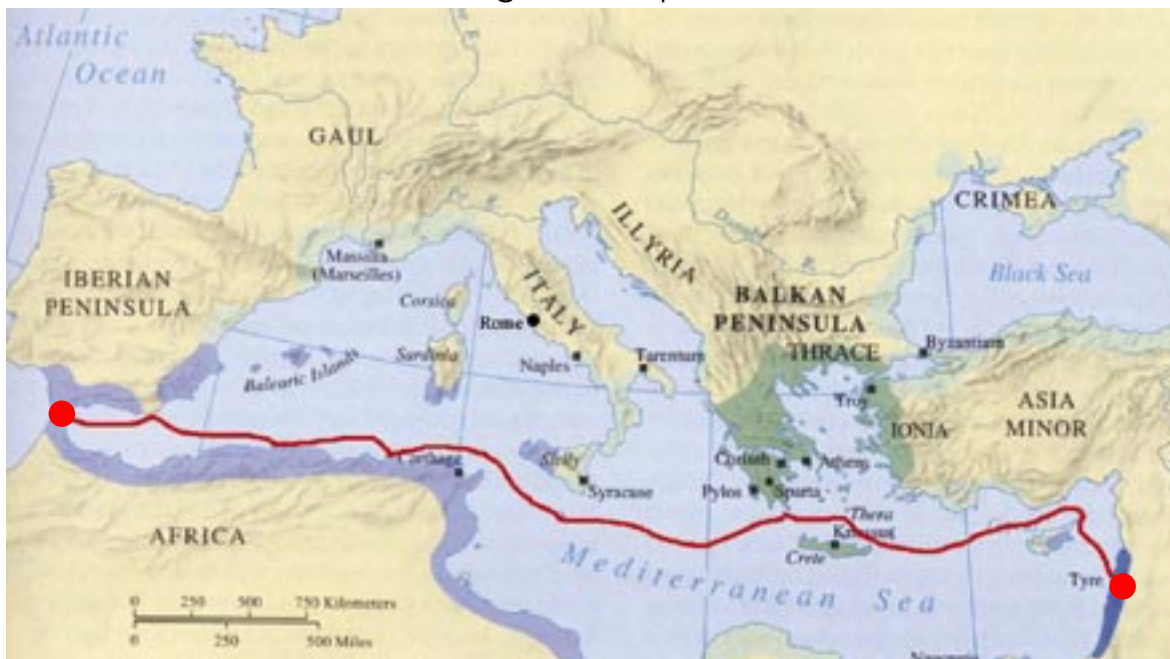 Atlantic
Ocean
GAUL
CRIMEA
ILLYRIA
Massilia
(Marseilles)
Black Sea
IBERIAN
PENINSULA
Corsica
ITALY
BALKAN
PENINSULA
Rome
THRACE
Byzantium
Sardinia
Naples
Tarentum
Balearic Islands
Troy
ASIA
MINOR
IONIA
Carthage
Sicily
Corinth
Athens
Syracuse
Pylos
Sparta
Thera
AFRICA
Crete
Mediterranean Sea
Tyre
0 250 500 750 Kilometers
0 250 500 Miles